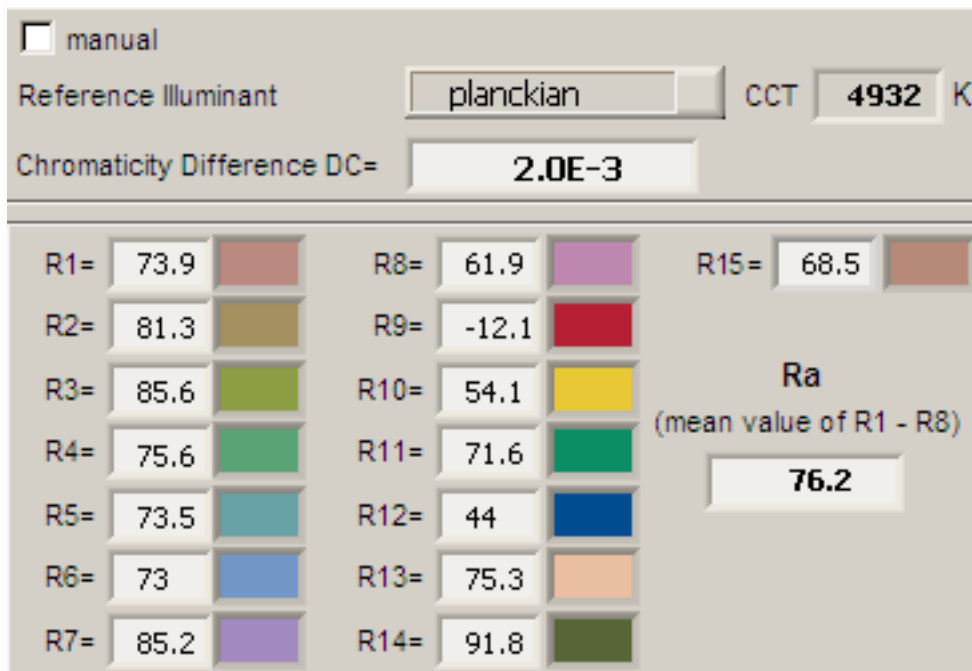 manual
Reference Illuminant planckian CCT 4932 K
Chromaticity Difference DC= 2.0E-3
R1= 73.9 R8= 61.9 R15= 68.5
R2= 81.3 R9= -12.1
R3= 85.6 R10= 54.1 Ra
R4= 75.6 R11= 71.6 (mean value of R1 - R8)
R5= 73.5 R12= 44 76.2
R6= 73 R13= 75.3
R7= 85.2 R14= 91.8